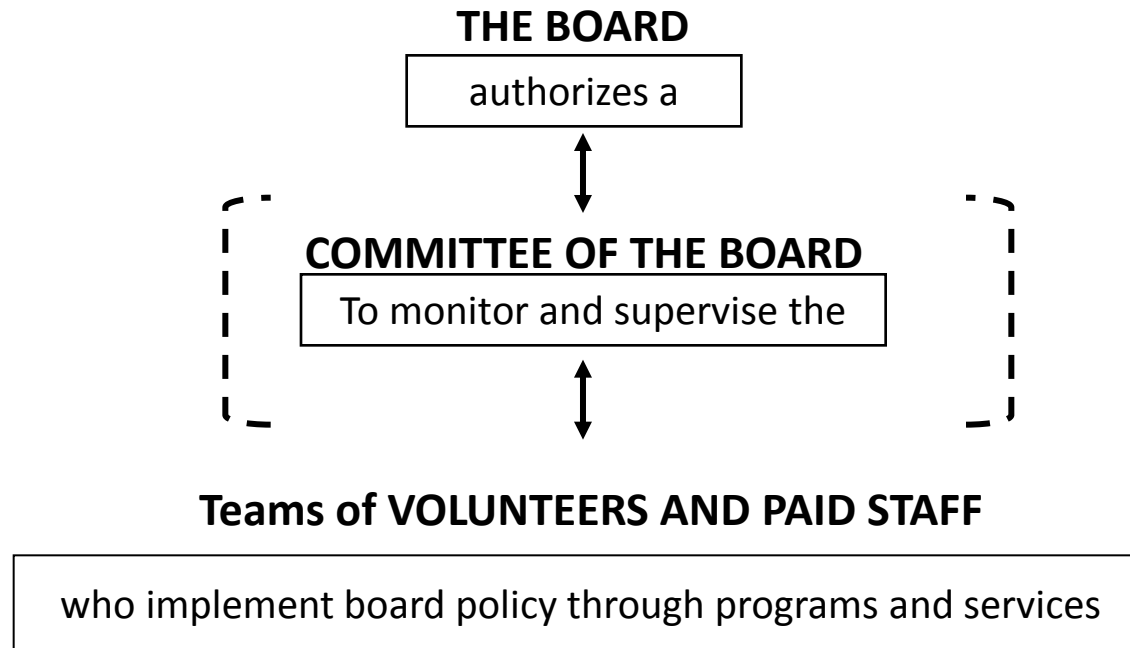 THE BOARD
authorizes a
COMMITTEE OF THE BOARD
To monitor and supervise the
Teams of VOLUNTEERS AND PAID STAFF
who implement board policy through programs and services